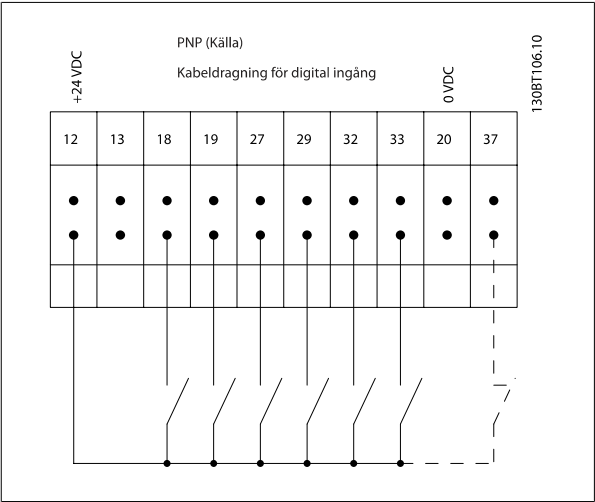 PNP (Källa)
Kabeldragning för digital ingång
+24 VDC
0 VDC
130BT106.10
12 13 18 19 27 29 32 33 20 37